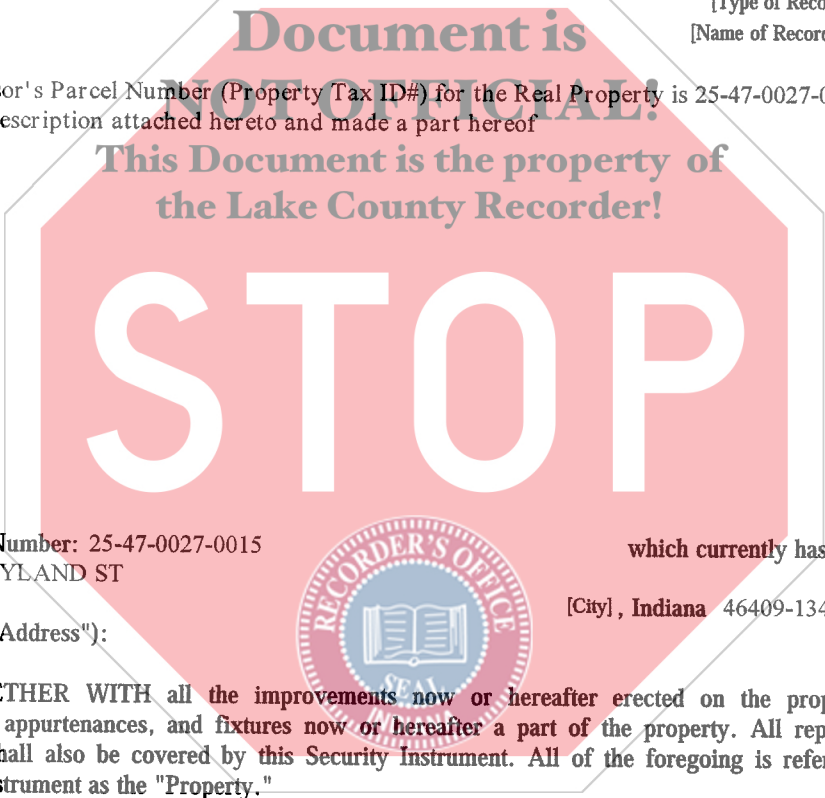 [Type of Reco
Document is
[Name of Record
NOT OFFICIAL!
sor's Parcel Number (Property Tax ID#) for the Real Property is 25-47-0027-0
escription attached hereto and made a part hereof
This Document is the property of
the Lake County Recorder!
STOP
Number: 25-47-0027-0015 which currently has
YLAND ST
RECORDER'S OFFICE
[City], Indiana 46409-134
Address"):
SEAL
ETHER WITH all the improvements now or hereafter erected on the prop
appurtenances, and fixtures now or hereafter a part of the property. All rep
hall also be covered by this Security Instrument. All of the foregoing is refer
strument as the "Property."